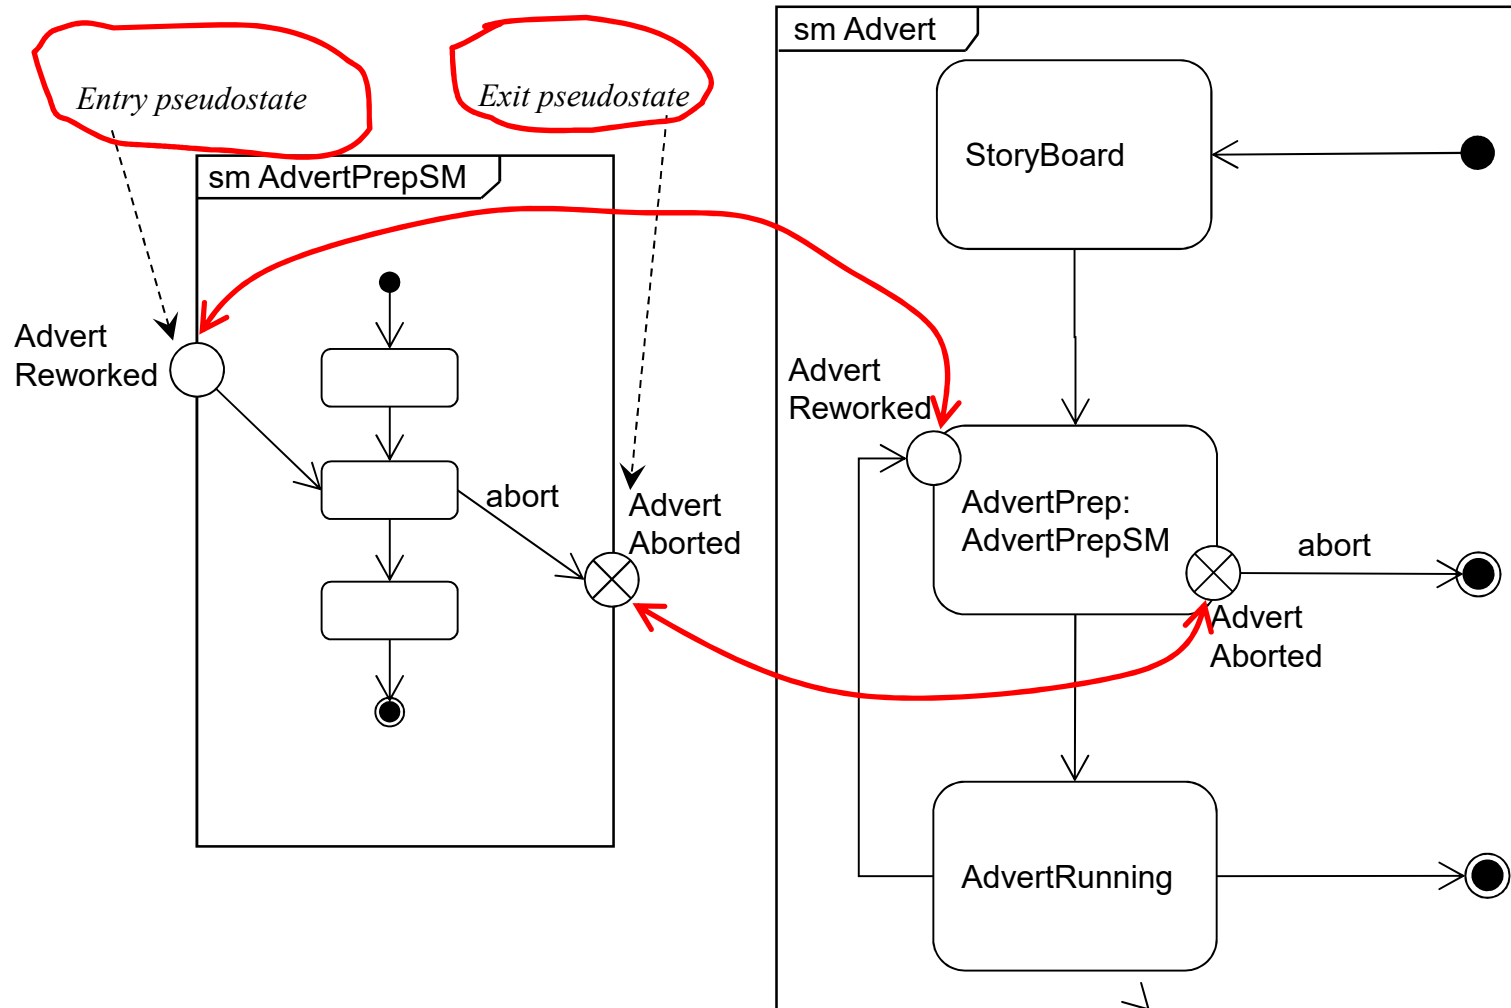 Entry pseudostate
Exit pseudostate
sm AdvertPrepSM
Advert
Reworked
abort
Advert
Aborted
sm Advert
StoryBoard
Advert
Reworked
AdvertPrep:
AdvertPrepSM
abort
Advert
Aborted
AdvertRunning